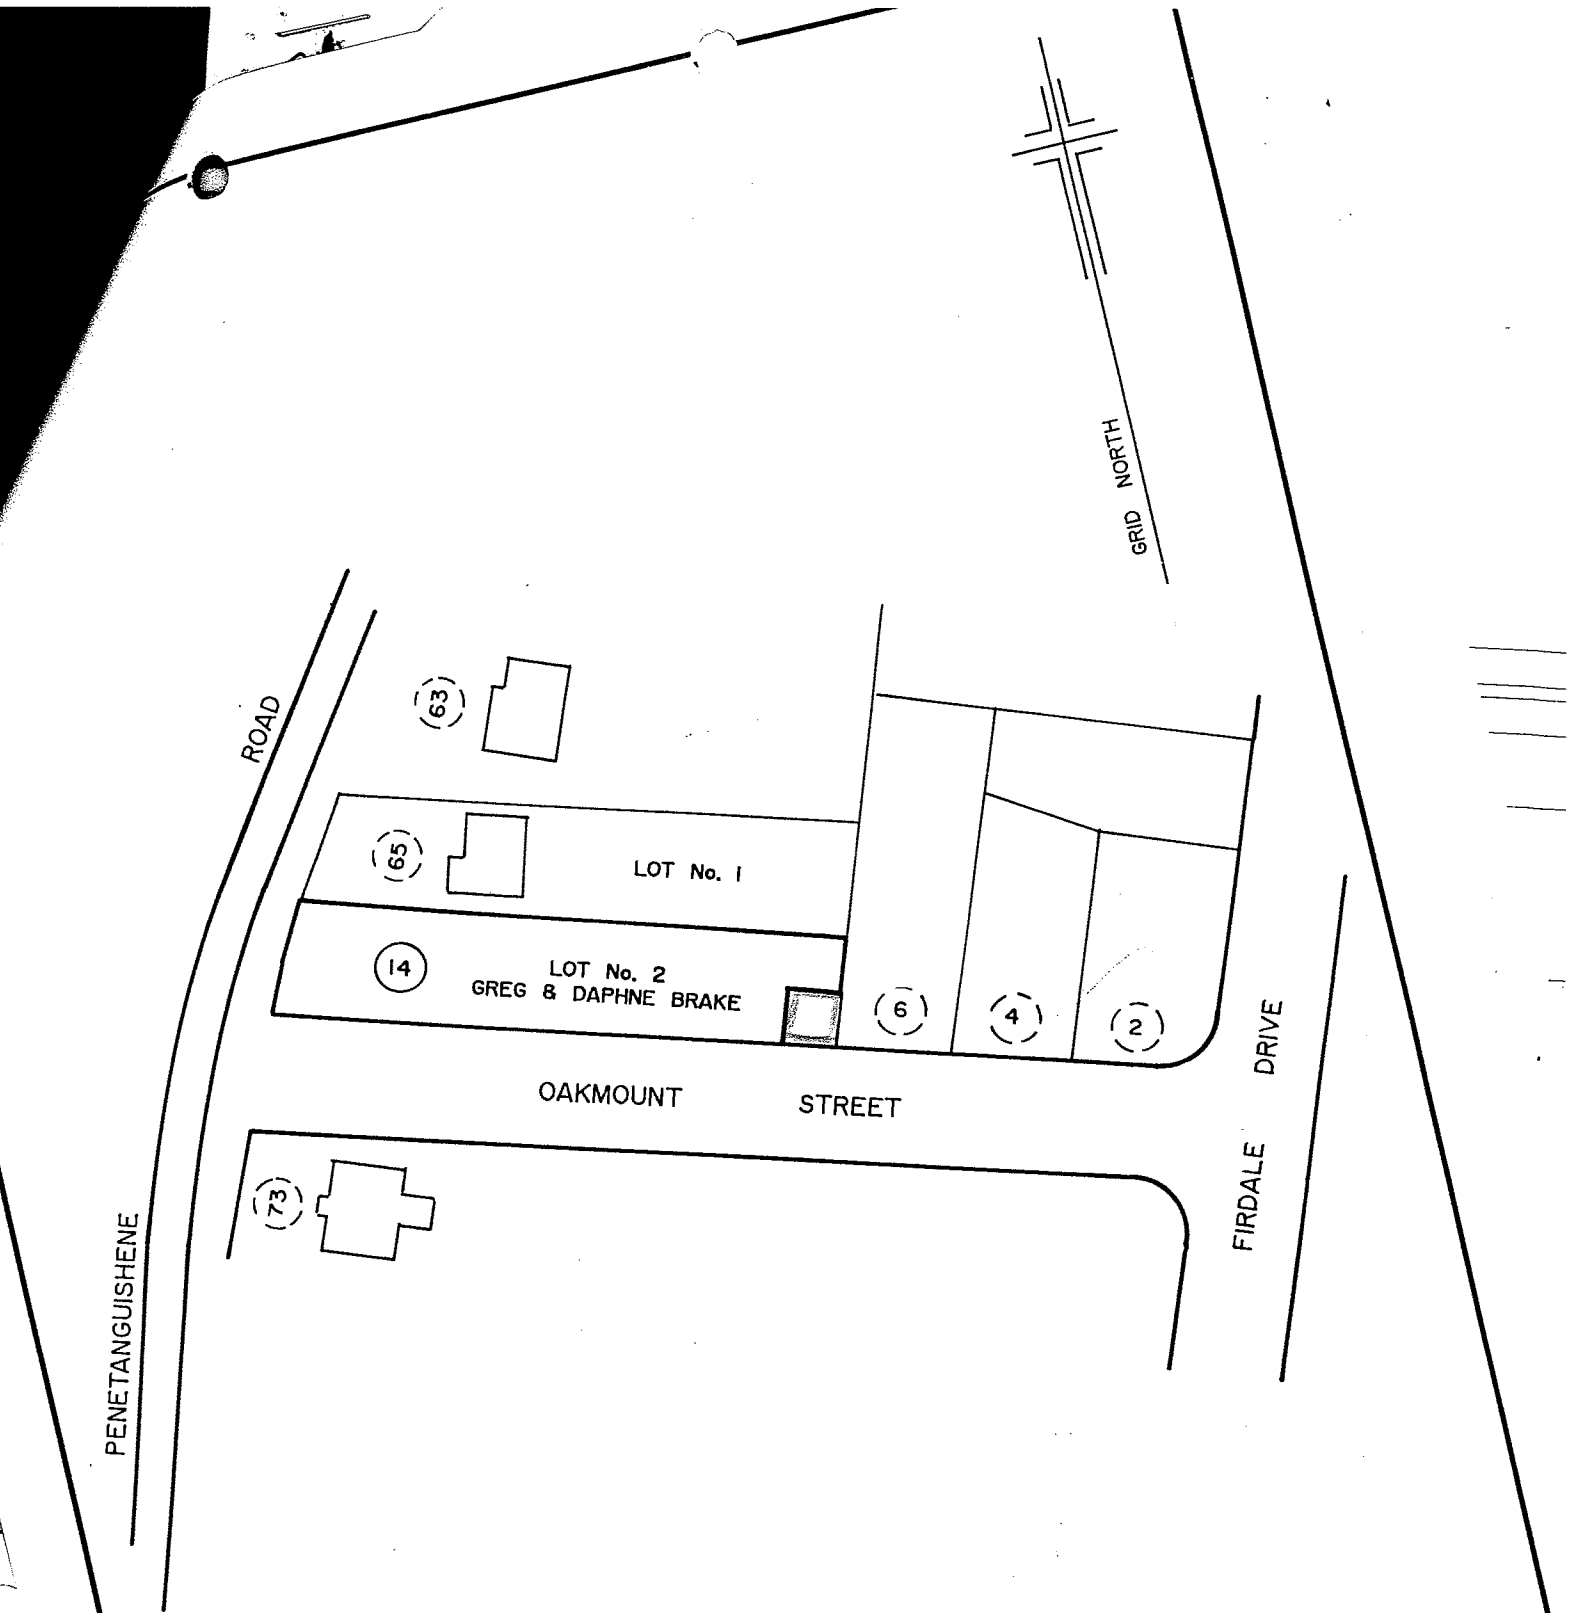 GRID NORTH
ROAD
63
65
LOT No. 1
14
LOT No. 2
GREG & DAPHNE BRAKE
6
4
2
OAKMOUNT STREET
FIRDALE DRIVE
73
PENETANGUISHENE